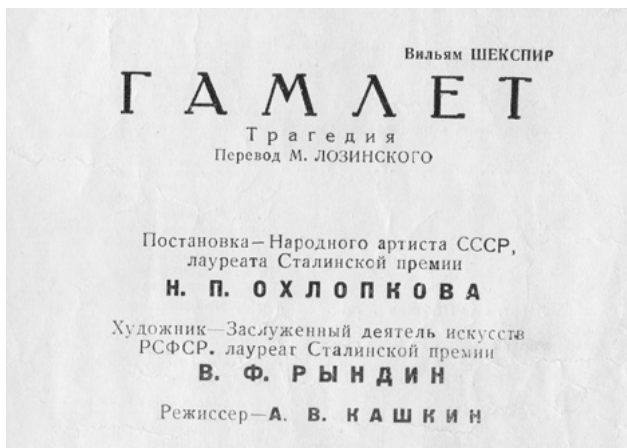 Вильям ШЕКСПИР
ГАМЛЕТ
Трагедия
Перевод М. ЛОЗИНСКОГО
Постановка—Народного артиста СССР,
лауреата Сталинской премии
Н. П. ОХЛОПКОВА
Художник—Заслуженный деятель искусств
РСФСР. лауреат Сталинской премии
В. Ф. РЫНДИН
Режиссер—А. В. КАШКИН